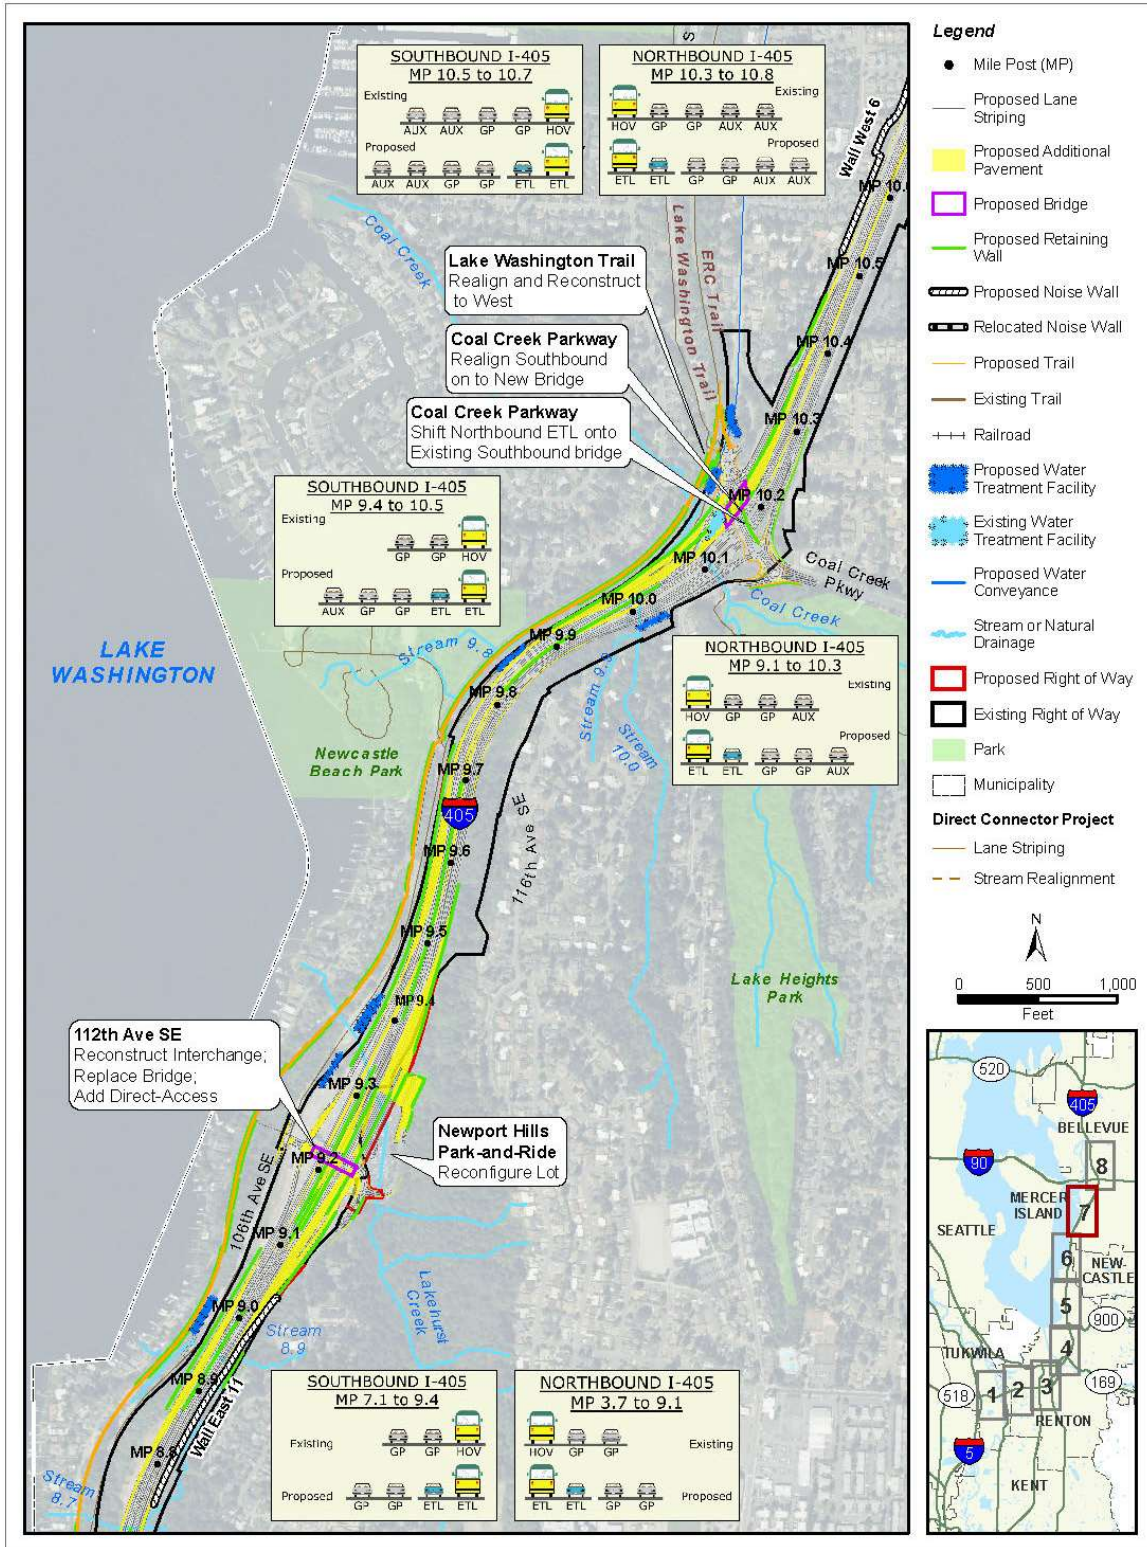 SOUTHBOUND I-405
MP 10.5 to 10.7
Existing
AUX AUX GP GP HOV
Proposed
AUX AUX GP GP ETL ETL
NORTHBOUND I-405
MP 10.3 to 10.8
Existing
HOV GP GP AUX AUX
Proposed
ETL ETL GP GP AUX AUX
S
Wall West 6
Coal Creek
Lake Washington Trail
ERC Trail
Lake Washington Trail
Realign and Reconstruct
to West
Coal Creek Parkway
Realign Southbound
on to New Bridge
Coal Creek Parkway
Shift Northbound ETL onto
Existing Southbound bridge
MP 10.5
MP 10.4
MP 10.3
MP 10.2
MP 10.1
MP 10.0
MP 9.9
MP 9.8
MP 9.7
405
MP 9.6
MP 9.5
MP 9.4
MP 9.3
MP 9.2
MP 9.1
MP 9.0
MP 8.9
MP 8.8
SOUTHBOUND I-405
MP 9.4 to 10.5
Existing
GP GP HOV
Proposed
AUX GP GP ETL ETL
Coal Creek
Pkwy
Coal Creek
LAKE
WASHINGTON
Stream 9.8
Stream
10.0
NORTHBOUND I-405
MP 9.1 to 10.3
Existing
HOV GP GP AUX
Proposed
ETL ETL GP GP AUX
Newcastle
Beach Park
116th Ave SE
Lake Heights
Park
112th Ave SE
Reconstruct Interchange;
Replace Bridge;
Add Direct-Access
Newport Hills
Park-and-Ride
Reconfigure Lot
106th Ave SE
Lakehurst
Creek
Stream
8.9
Wall East 11
Stream
8.7
SOUTHBOUND I-405
MP 7.1 to 9.4
Existing
GP GP HOV
Proposed
GP GP ETL ETL
NORTHBOUND I-405
MP 3.7 to 9.1
HOV GP GP
Existing
ETL ETL GP GP
Proposed
Legend
Mile Post (MP)
Proposed Lane
Striping
Proposed Additional
Pavement
Proposed Bridge
Proposed Retaining
Wall
Proposed Noise Wall
Relocated Noise Wall
Proposed Trail
Existing Trail
Railroad
Proposed Water
Treatment Facility
Existing Water
Treatment Facility
Proposed Water
Conveyance
Stream or Natural
Drainage
Proposed Right of Way
Existing Right of Way
Park
Municipality
Direct Connector Project
Lane Striping
Stream Realignment
N
0 500 1,000
Feet
520
405
BELLEVUE
90
8
MERCER
ISLAND
7
SEATTLE
6
NEW-
CASTLE
5
900
TUKWILA
4
518
1 2 3
169
RENTON
5
KENT